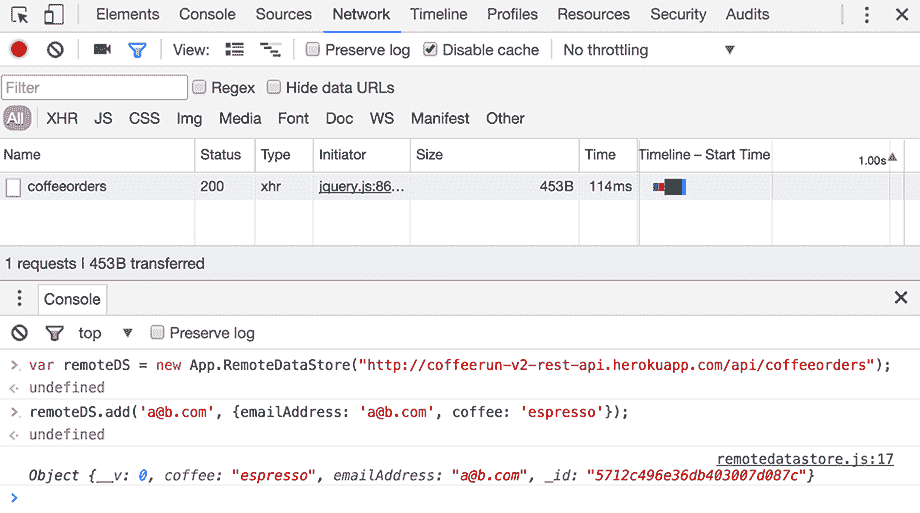 Elements Console Sources Network Timeline Profiles Resources Security Audits
View: Preserve log Disable cache No throttling
Filter Regex Hide data URLs
All XHR JS CSS Img Media Font Doc WS Manifest Other
Name Status Type Initiator Size Time Timeline – Start Time 1.00s
coffeeorders 200 xhr jquery.js:86… 453B 114ms
1 requests | 453B transferred
Console
top Preserve log
var remoteDS = new App.RemoteDataStore("http://coffeerun-v2-rest-api.herokuapp.com/api/coffeeorders");
undefined
remoteDS.add('a@b.com', {emailAddress: 'a@b.com', coffee: 'espresso'});
undefined
remotedatastore.js:17
Object {__v: 0, coffee: "espresso", emailAddress: "a@b.com", _id: "5712c496e36db403007d087c"}